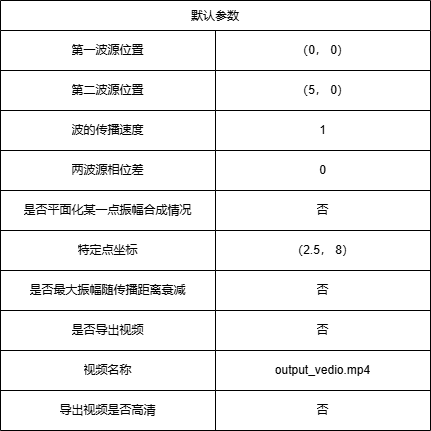 默认参数
第一波源位置 （0， 0）
第二波源位置 （5， 0）
波的传播速度 1
两波源相位差 0
是否平面化某一点振幅合成情况 否
特定点坐标 （2.5， 8）
是否最大振幅随传播距离衰减 否
是否导出视频 否
视频名称 output_vedio.mp4
导出视频是否高清 否